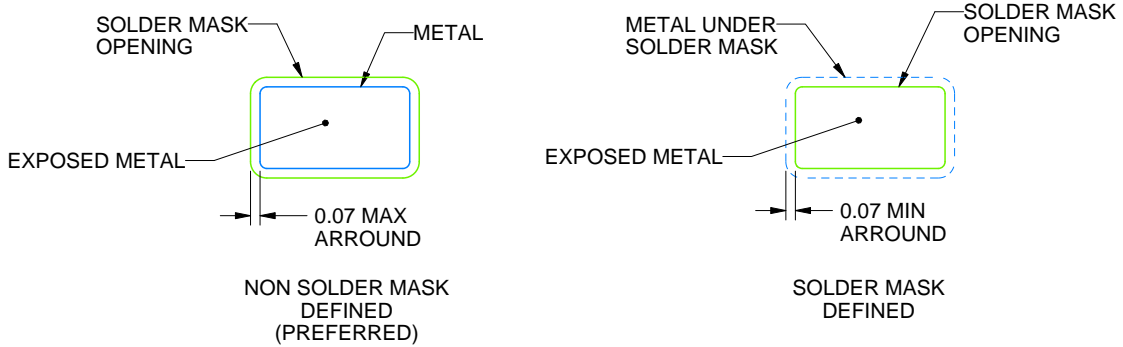 SOLDER MASK
OPENING
METAL
EXPOSED METAL
0.07 MAX
ARROUND
NON SOLDER MASK
DEFINED
(PREFERRED)
METAL UNDER
SOLDER MASK
SOLDER MASK
OPENING
EXPOSED METAL
0.07 MIN
ARROUND
SOLDER MASK
DEFINED